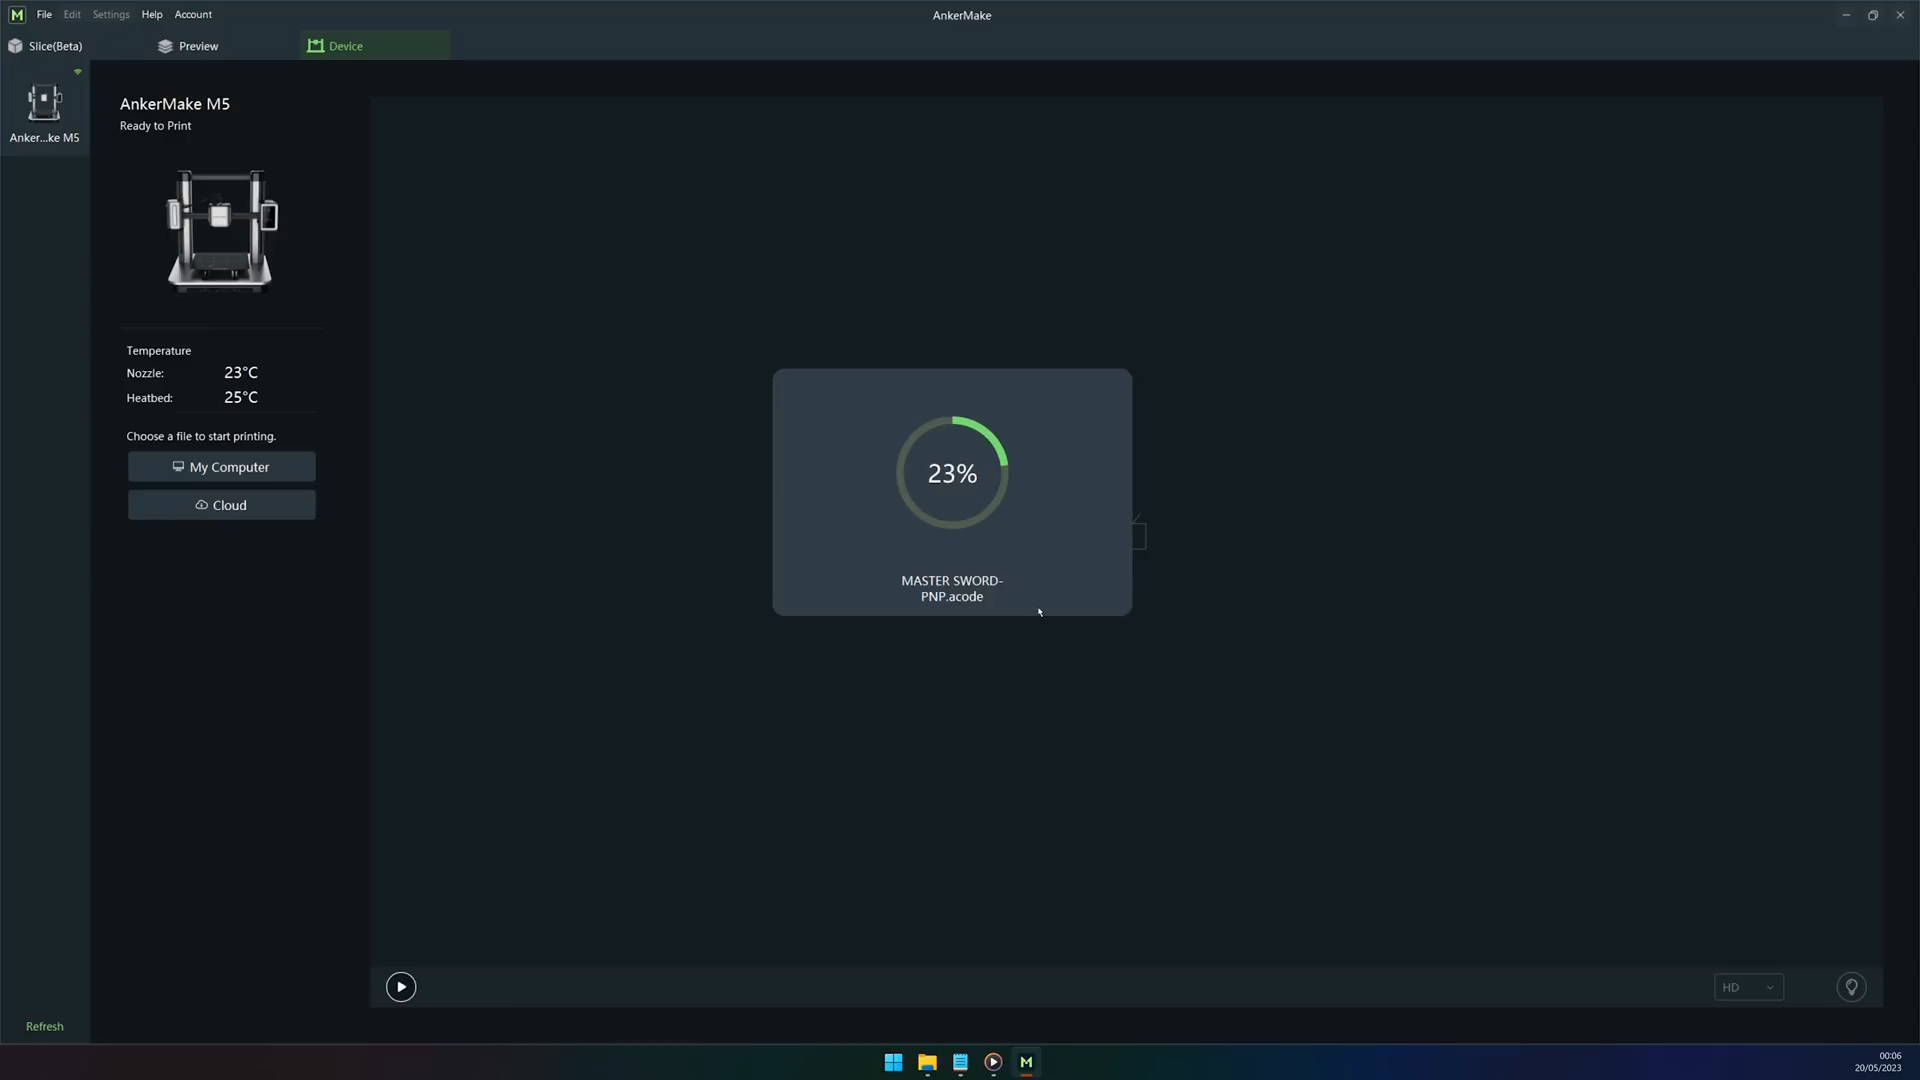 M File Edit Settings Help Account
AnkerMake
Slice(Beta)
Preview
Device
Anker...ke M5
AnkerMake M5
Ready to Print
Temperature
Nozzle: 23°C
Heatbed: 25°C
Choose a file to start printing.
My Computer
Cloud
23%
MASTER SWORD-
PNP.acode
HD
Refresh
M
00:06
20/05/2023